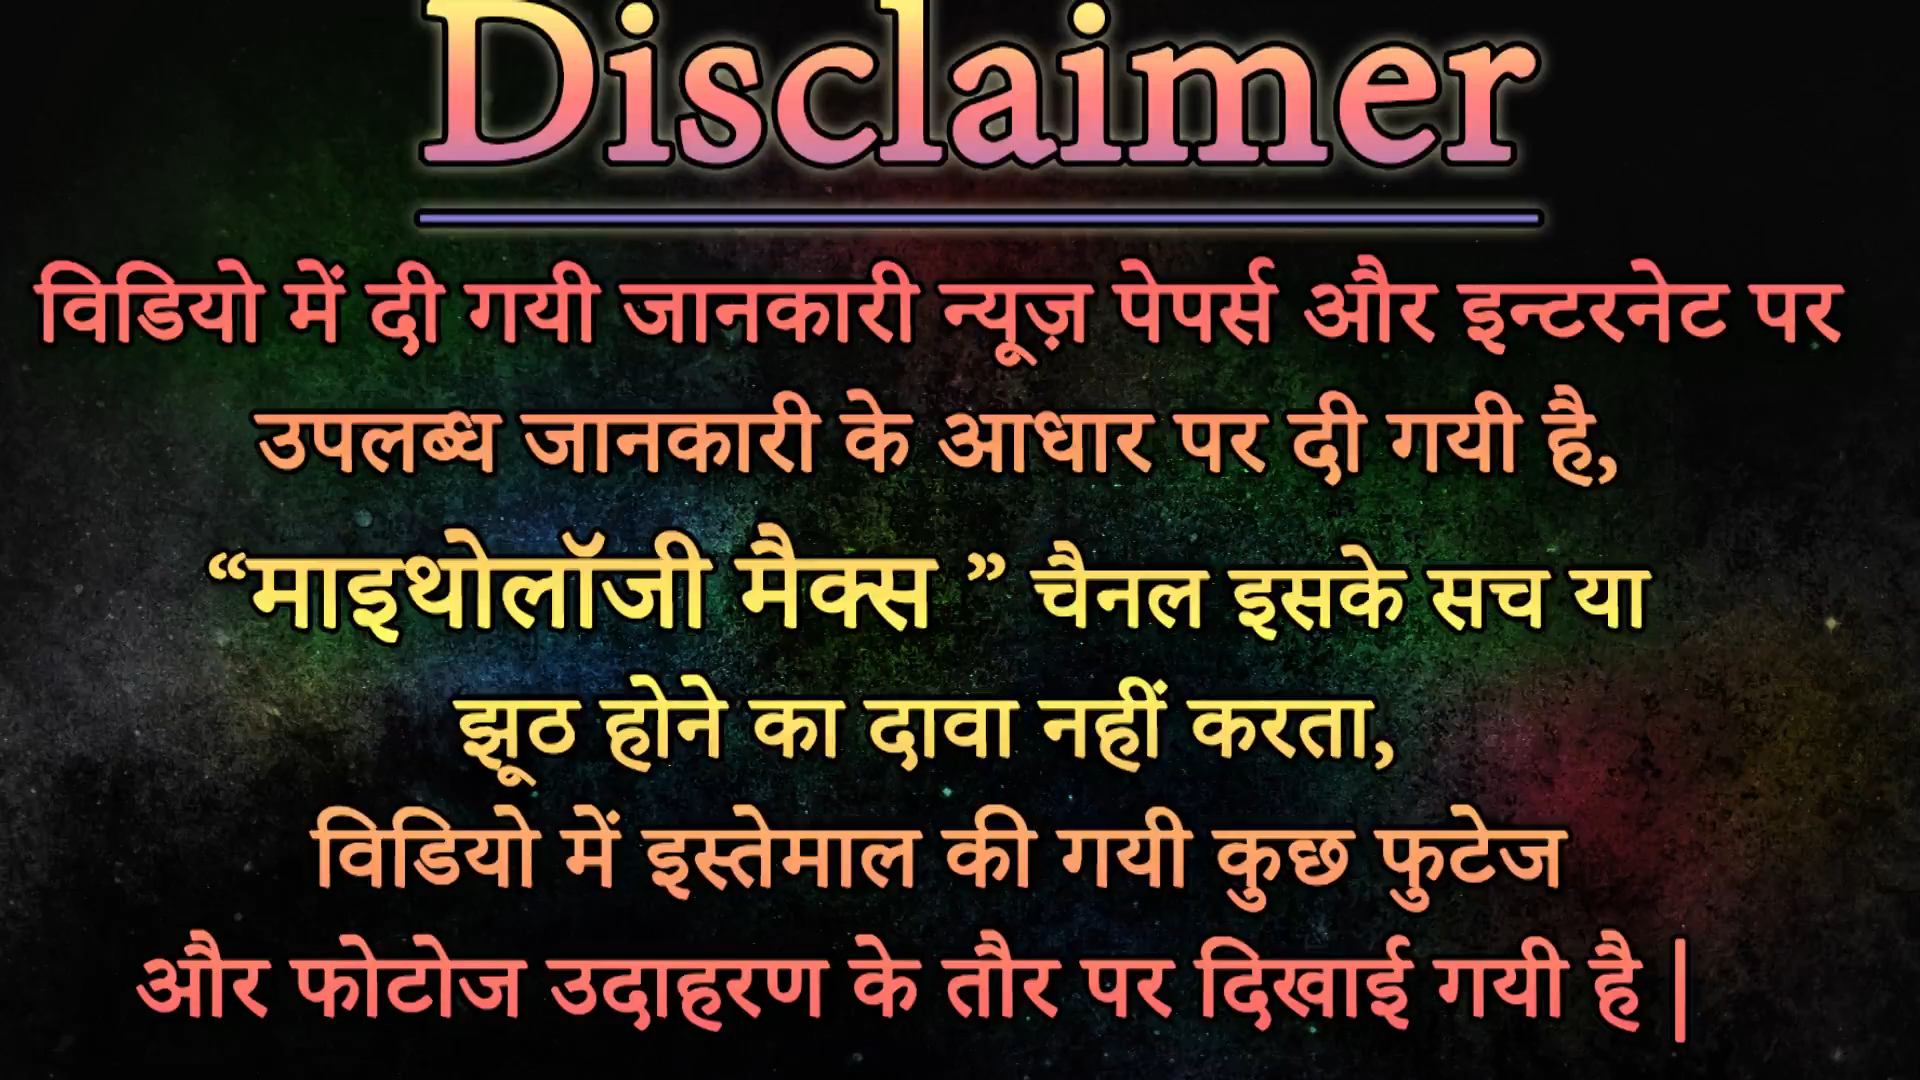 Disclaimer
विडियो में दी गयी जानकारी न्यूज़ पेपर्स और इन्टरनेट पर
उपलब्ध जानकारी के आधार पर दी गयी है,
“माइथोलॉजी मैक्स ” चैनल इसके सच या
झूठ होने का दावा नहीं करता,
विडियो में इस्तेमाल की गयी कुछ फुटेज
और फोटोज उदाहरण के तौर पर दिखाई गयी है |